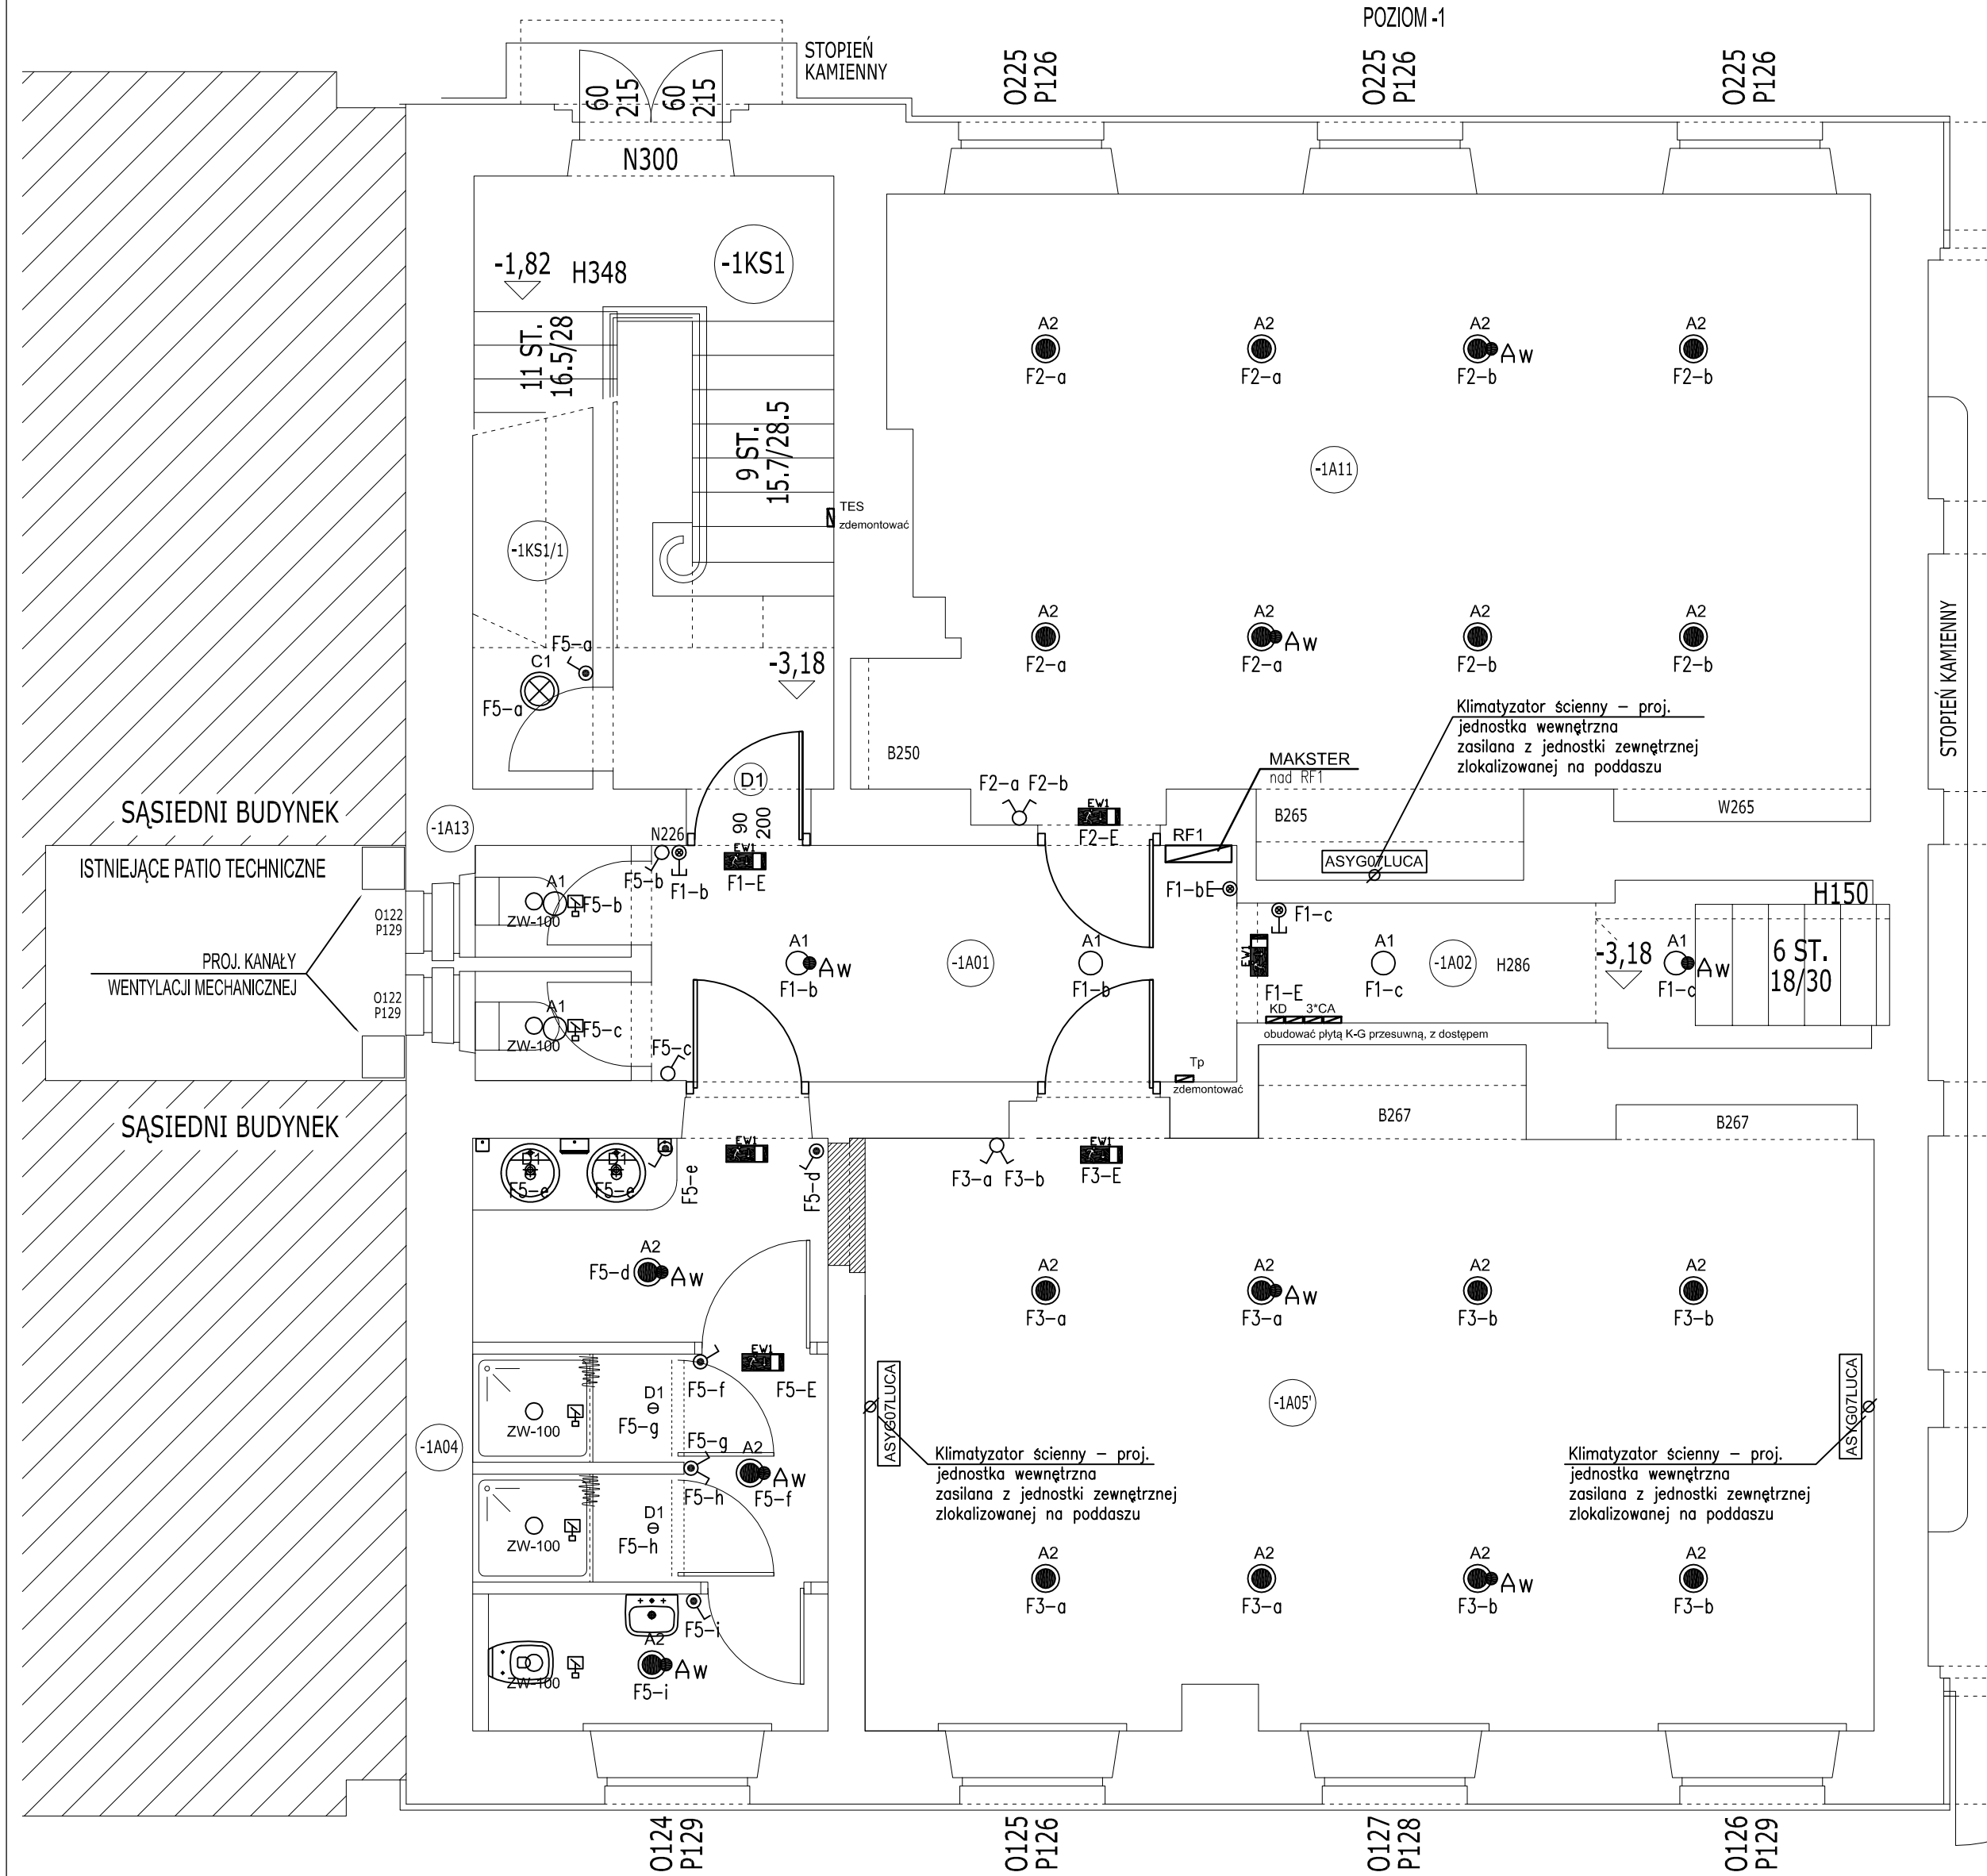 POZIOM -1
STOPIEŃ
KAMIENNY
60
215
60
215
O225
P126
O225
P126
O225
P126
N300
-1,82
H348
-1KS1
11 ST.
16.5/28
9 ST.
15.7/28.5
A2
F2-a
A2
F2-a
A2
Aw
F2-b
A2
F2-b
-1A11
TES
zdemontować
-1KS1/1
STOPIEŃ KAMIENNY
A2
F2-a
A2
Aw
F2-a
A2
F2-b
A2
F2-b
F5-a
C1
F5-a
-3,18
Klimatyzator ścienny – proj.
jednostka wewnętrzna
zasilana z jednostki zewnętrznej
zlokalizowanej na poddaszu
B250
MAKSTER
nad RF1
D1
90
200
F2-a F2-b
EW1
F2-E
B265
W265
SĄSIEDNI BUDYNEK
-1A13
N226
RF1
ISTNIEJĄCE PATIO TECHNICZNE
F5-b
F1-b
EW1
F1-E
ASYG07LUCA
A1
F5-b
ZW-100
F1-bE
F1-c
H150
O122
P129
PROJ. KANAŁY
WENTYLACJI MECHANICZNEJ
A1
Aw
F1-b
-1A01
A1
F1-b
EW1
F1-E
A1
F1-c
-1A02
H286
-3,18
A1
Aw
F1-c
6 ST.
18/30
O122
P129
A1
F5-c
ZW-100
F5-c
KD
3*CA
obudować płytą K-G przesuwną, z dostępem
Tp
zdemontować
SĄSIEDNI BUDYNEK
B267
B267
D1
F5-e
D1
F5-e
F5-e
EW1
F5-d
F3-a F3-b
EW1
F3-E
A2
F5-d
Aw
A2
F3-a
A2
Aw
F3-a
A2
F3-b
A2
F3-b
EW1
F5-f
F5-E
D1
F5-g
ZW-100
ASYG07LUCA
-1A05'
ASYG07LUCA
-1A04
F5-g
A2
Aw
F5-f
F5-h
Klimatyzator ścienny – proj.
jednostka wewnętrzna
zasilana z jednostki zewnętrznej
zlokalizowanej na poddaszu
Klimatyzator ścienny – proj.
jednostka wewnętrzna
zasilana z jednostki zewnętrznej
zlokalizowanej na poddaszu
D1
F5-h
ZW-100
A2
F3-a
A2
F3-a
A2
Aw
F3-b
A2
F3-b
F5-i
A2
Aw
F5-i
ZW-100
O124
P129
O125
P126
O127
P128
O126
P129